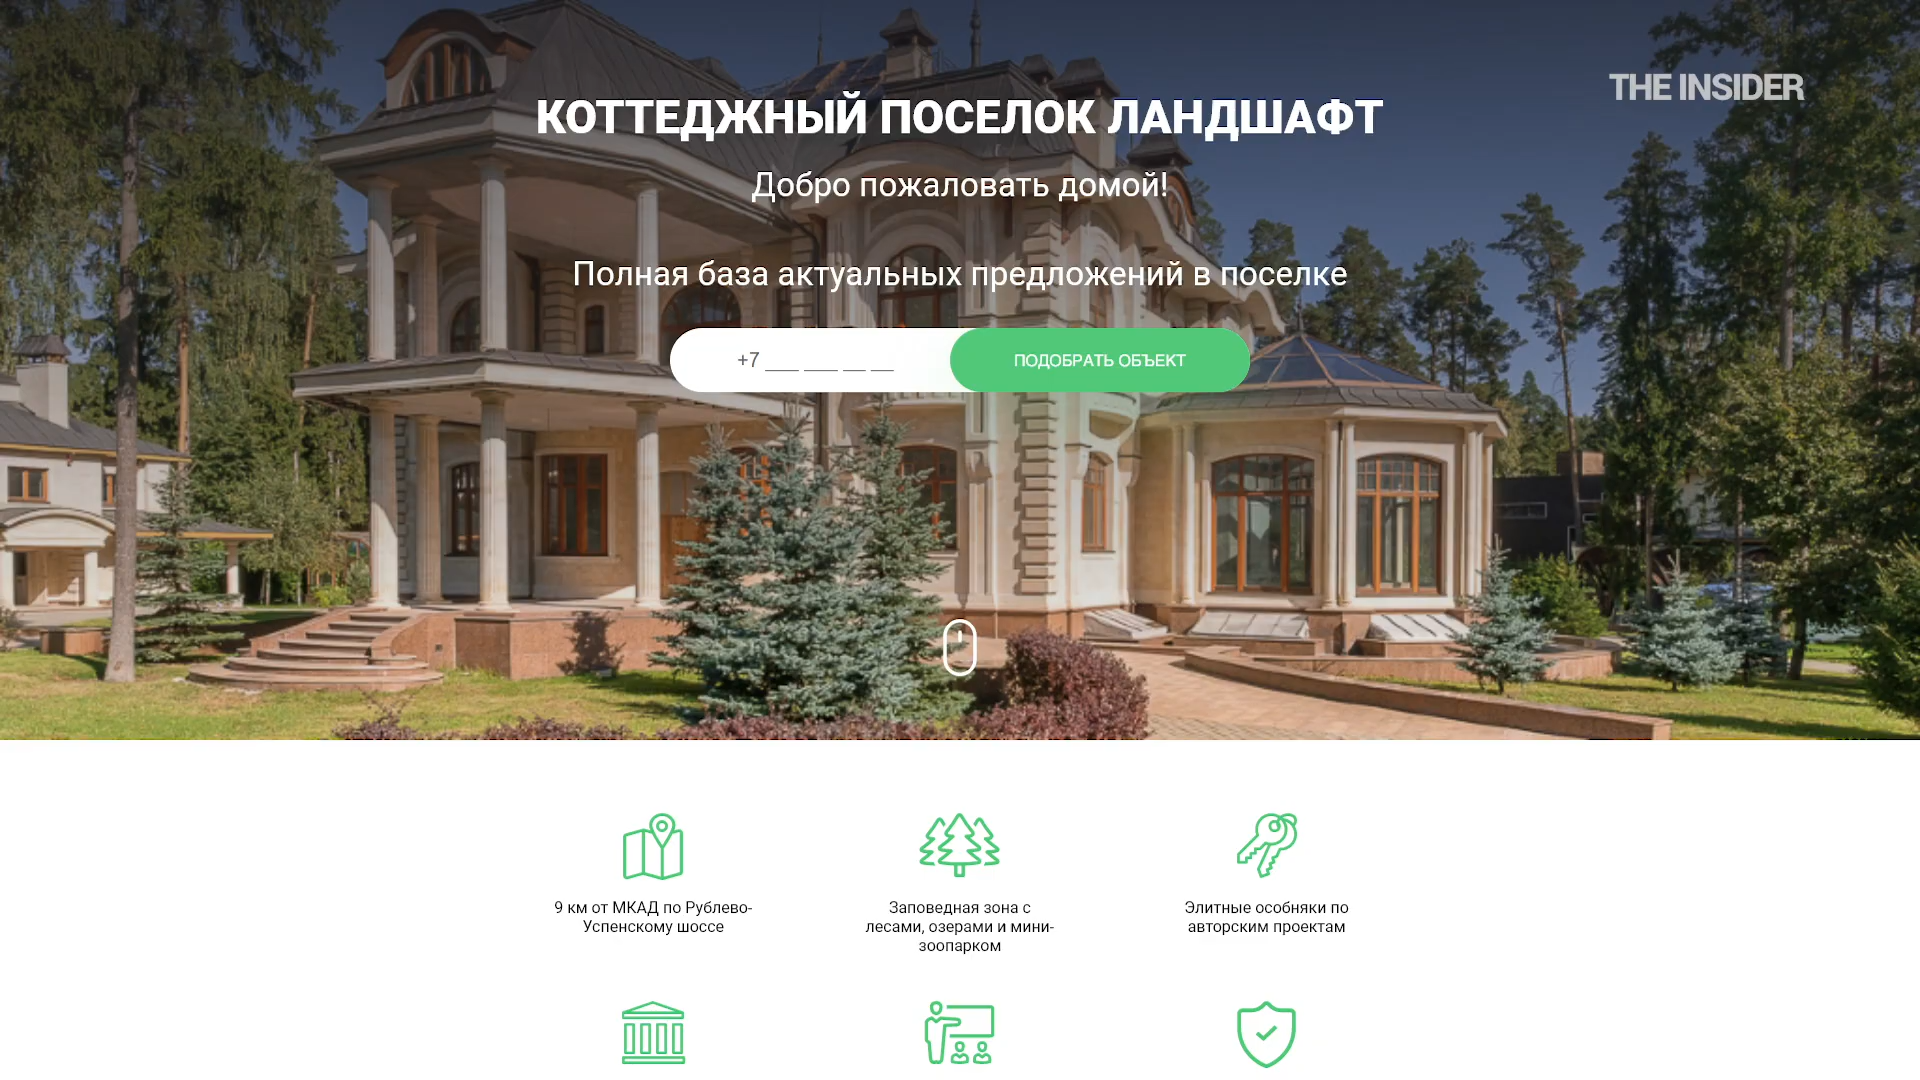 THE INSIDER
КОТТЕДЖНЫЙ ПОСЕЛОК ЛАНДШАФТ
Добро пожаловать домой!
Полная база актуальных предложений в поселке
+7 ___ ___ __ __
ПОДОБРАТЬ ОБЪЕКТ
9 км от МКАД по Рублево-
Успенскому шоссе
Заповедная зона с
лесами, озерами и мини-
зоопарком
Элитные особняки по
авторским проектам